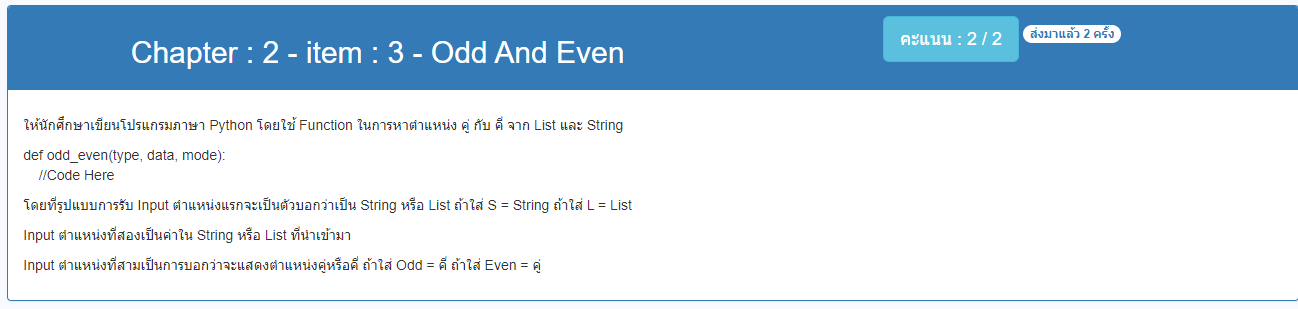 Chapter : 2 - item : 3 - Odd And Even
คะแนน : 2 / 2
ส่งมาแล้ว 2 ครั้ง
ให้นักศึกษาเขียนโปรแกรมภาษา Python โดยใช้ Function ในการหาตำแหน่ง คู่ กับ คี่ จาก List และ String
def odd_even(type, data, mode):
//Code Here
โดยที่รูปแบบการรับ Input ตำแหน่งแรกจะเป็นตัวบอกว่าเป็น String หรือ List ถ้าใส่ S = String ถ้าใส่ L = List
Input ตำแหน่งที่สองเป็นค่าใน String หรือ List ที่นำเข้ามา
Input ตำแหน่งที่สามเป็นการบอกว่าจะแสดงตำแหน่งคู่หรือคี่ ถ้าใส่ Odd = คี่ ถ้าใส่ Even = คู่